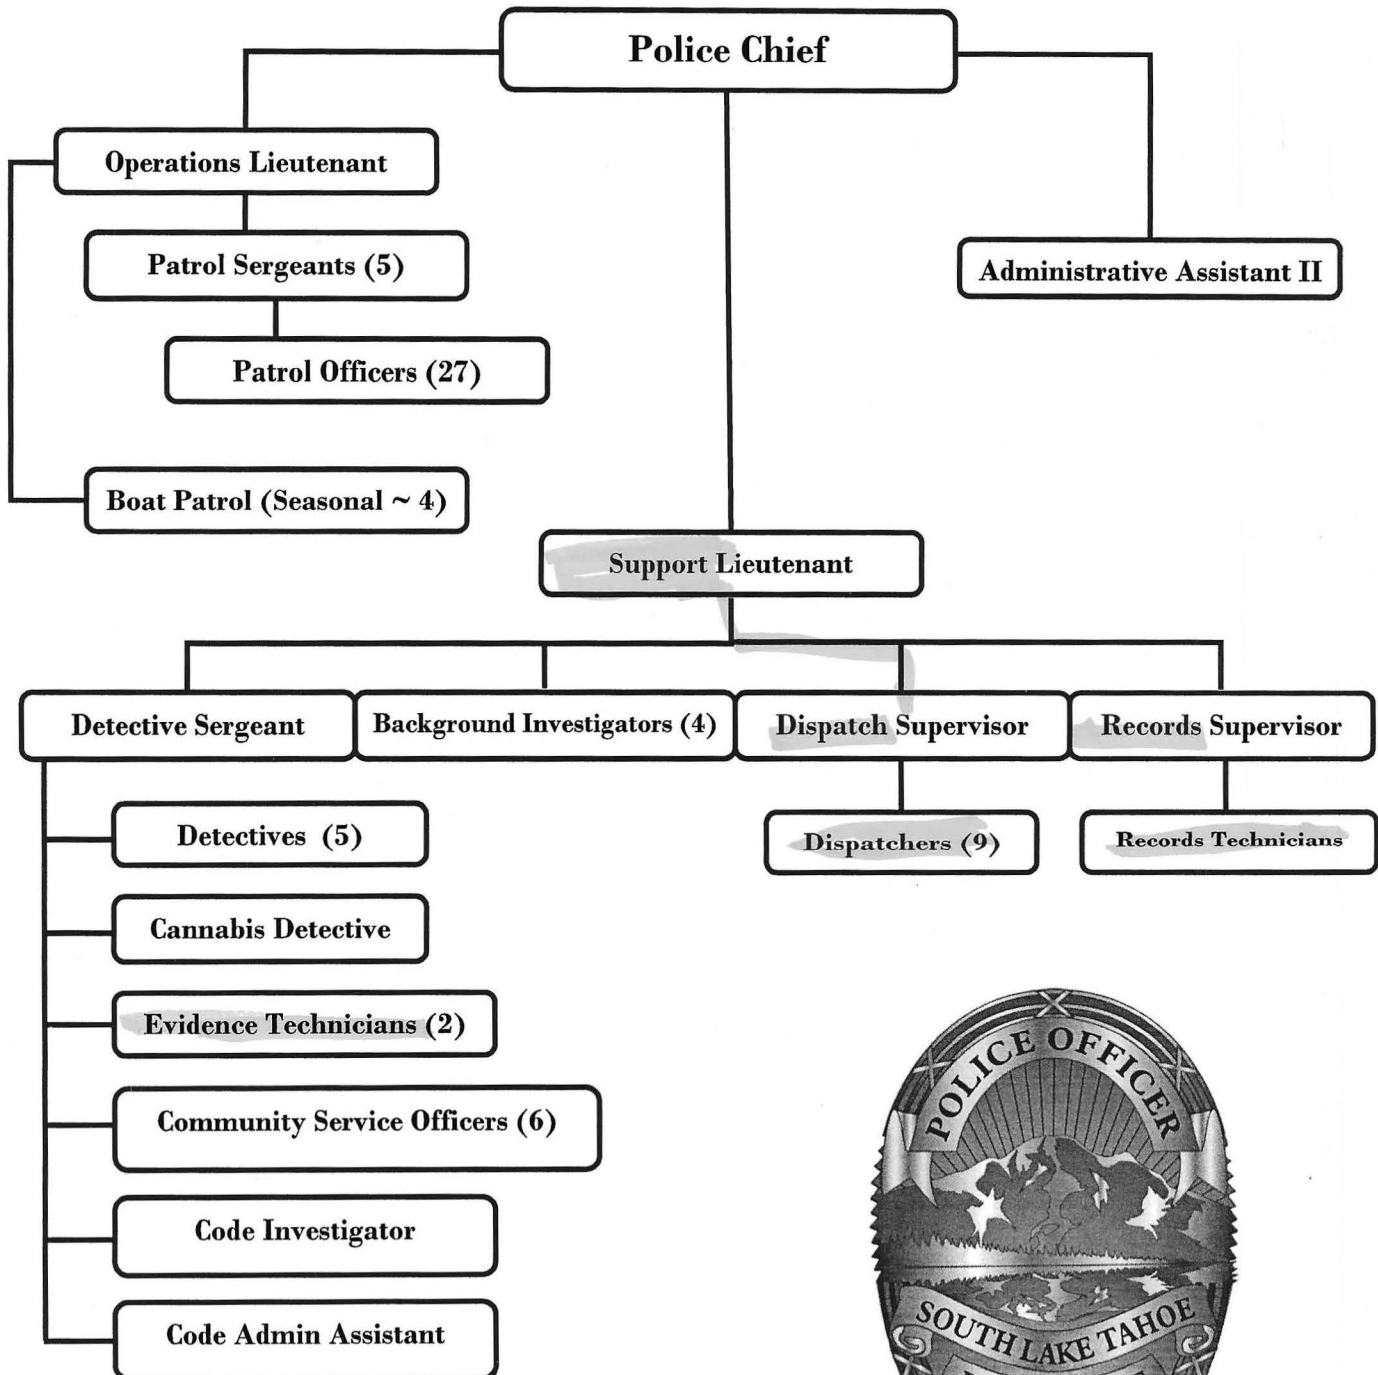 Police Chief
Operations Lieutenant
Patrol Sergeants (5)
Administrative Assistant II
Patrol Officers (27)
Boat Patrol (Seasonal ~ 4)
Support Lieutenant
Detective Sergeant
Background Investigators (4)
Dispatch Supervisor
Records Supervisor
Detectives (5)
Dispatchers (9)
Records Technicians
Cannabis Detective
Evidence Technicians (2)
Community Service Officers (6)
Code Investigator
Code Admin Assistant
POLICE OFFICER
SOUTH LAKE TAHOE